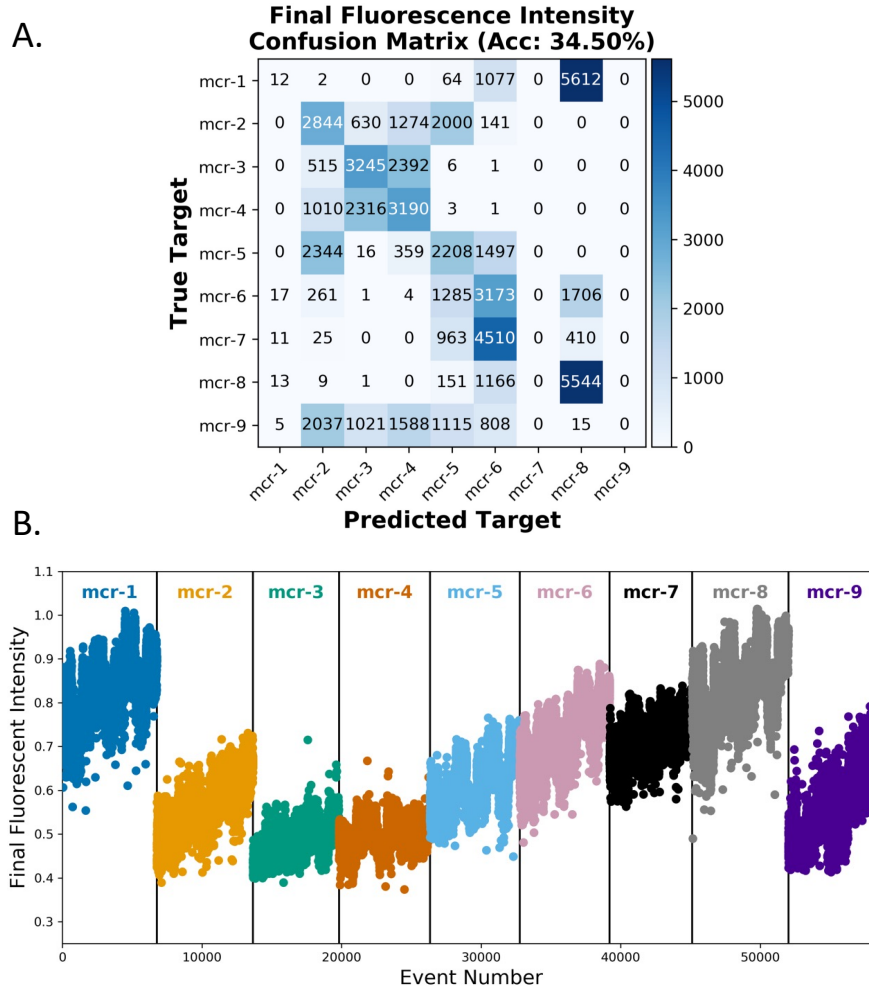 A.
Final Fluorescence Intensity
Confusion Matrix (Acc: 34.50%)
True Target
mcr-1 12 2 0 0 64 1077 0 5612 0
mcr-2 0 2844 630 1274 2000 141 0 0 0
mcr-3 0 515 3245 2392 6 1 0 0 0
mcr-4 0 1010 2316 3190 3 1 0 0 0
mcr-5 0 2344 16 359 2208 1497 0 0 0
mcr-6 17 261 1 4 1285 3173 0 1706 0
mcr-7 11 25 0 0 963 4510 0 410 0
mcr-8 13 9 1 0 151 1166 0 5544 0
mcr-9 5 2037 1021 1588 1115 808 0 15 0
mcr-1 mcr-2 mcr-3 mcr-4 mcr-5 mcr-6 mcr-7 mcr-8 mcr-9
Predicted Target
5000
4000
3000
2000
1000
0
B.
Final Fluorescent Intensity
1.1
1.0
0.9
0.8
0.7
0.6
0.5
0.4
0.3
mcr-1 mcr-2 mcr-3 mcr-4 mcr-5 mcr-6 mcr-7 mcr-8 mcr-9
0 10000 20000 30000 40000 50000
Event Number